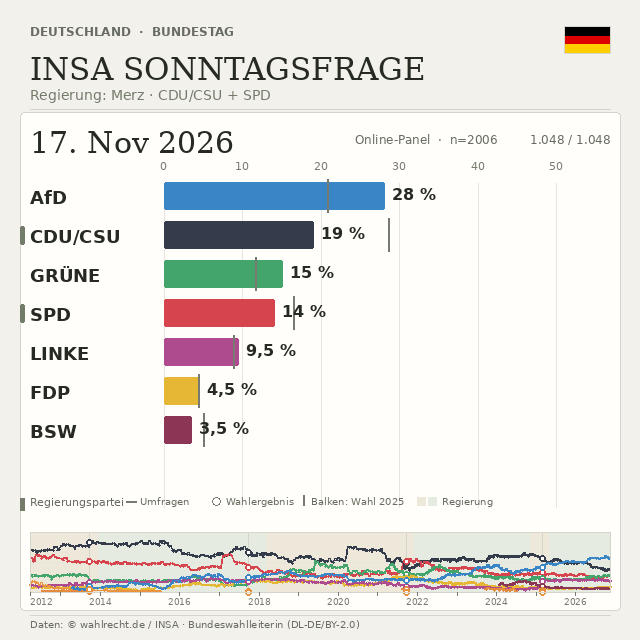 DEUTSCHLAND · BUNDESTAG
INSA SONNTAGSFRAGE
Regierung: Merz · CDU/CSU + SPD
17. Nov 2026
Online-Panel · n=2006 1.048 / 1.048
0 10 20 30 40 50
AfD 28 %
CDU/CSU 19 %
GRÜNE 15 %
SPD 14 %
LINKE 9,5 %
FDP 4,5 %
BSW 3,5 %
Regierungspartei Umfragen Wahlergebnis Balken: Wahl 2025 Regierung
2012 2014 2016 2018 2020 2022 2024 2026
Daten: © wahlrecht.de / INSA · Bundeswahlleiterin (DL-DE/BY-2.0)